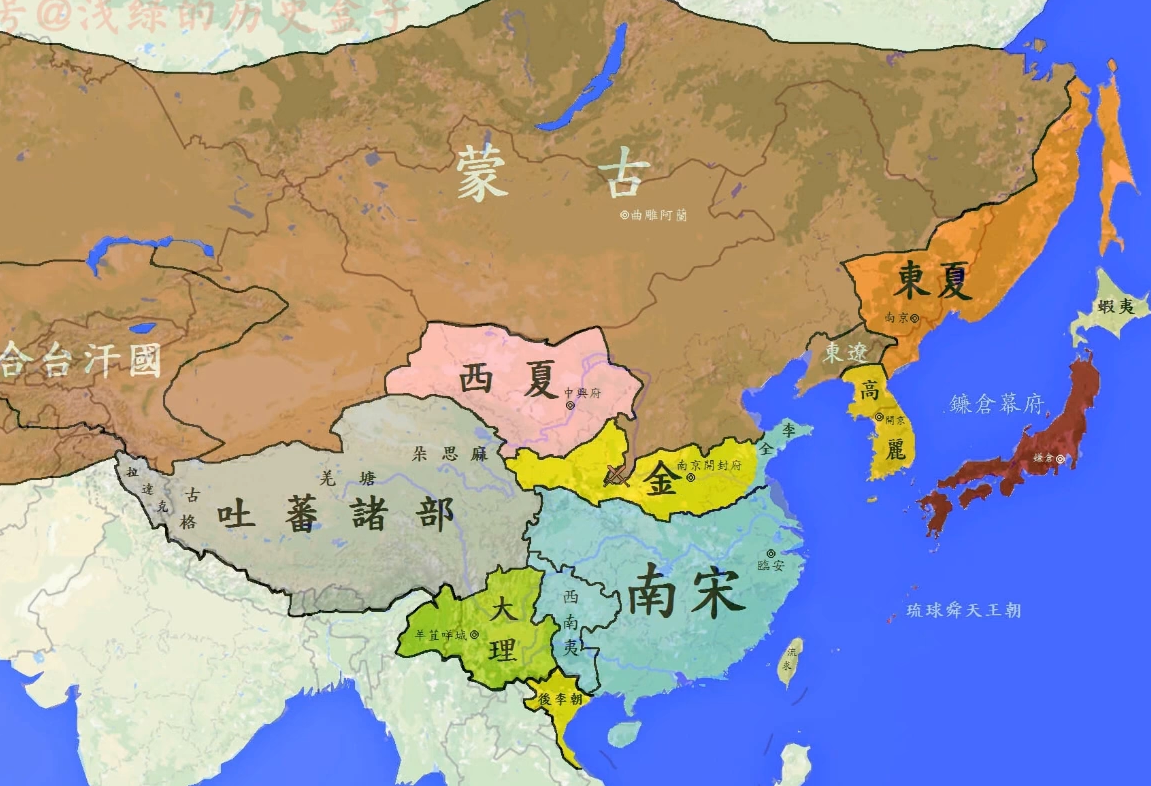 号@浅绿的历史盒子
蒙古
曲雕阿蘭
東夏
南京
蝦夷
合台汗國
東遼
西夏
中興府
高麗
開京
鎌倉幕府
鎌倉
李全
朵思麻
羌塘
金
南京開封府
拉達克
古格
吐蕃諸部
臨安
南宋
大理
羊苴咩城
西南夷
琉球舜天王朝
流求
後李朝